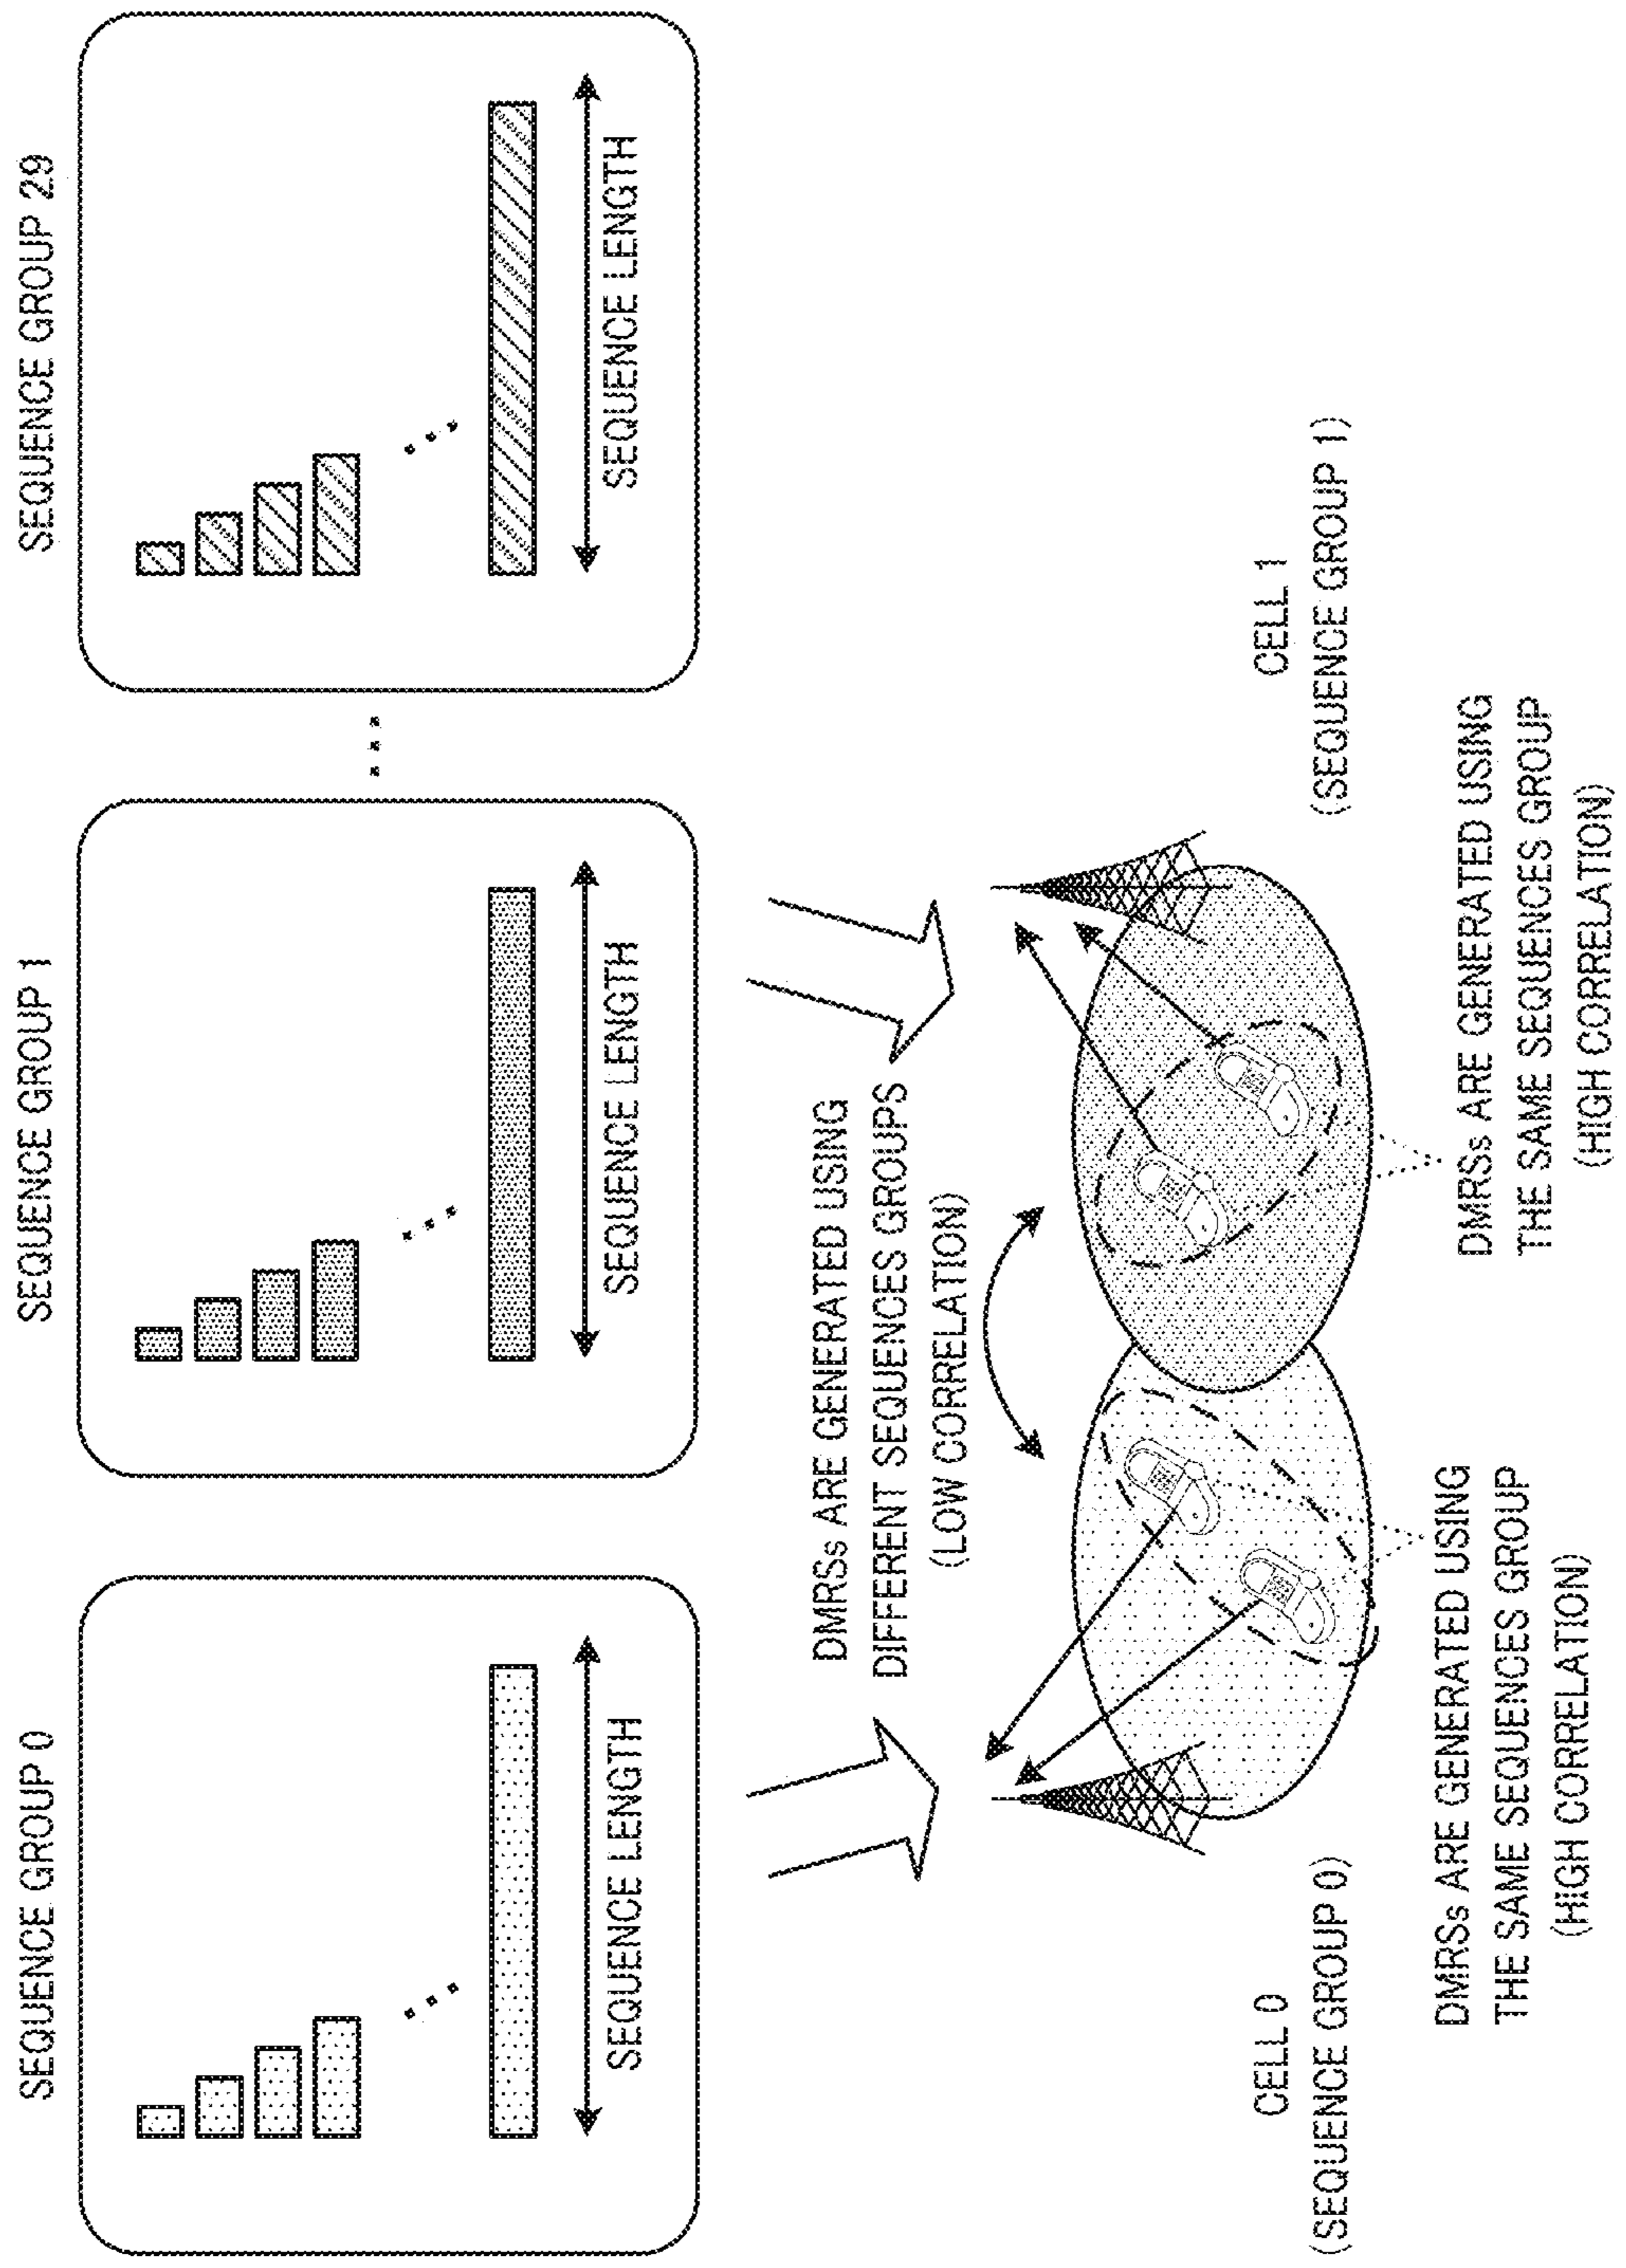 SEQUENCE GROUP 0
SEQUENCE LENGTH
SEQUENCE GROUP 1
SEQUENCE LENGTH
SEQUENCE GROUP 29
SEQUENCE LENGTH
DMRSs ARE GENERATED USING
DIFFERENT SEQUENCES GROUPS
(LOW CORRELATION)
CELL 0
(SEQUENCE GROUP 0)
CELL 1
(SEQUENCE GROUP 1)
DMRSs ARE GENERATED USING
THE SAME SEQUENCES GROUP
(HIGH CORRELATION)
DMRSs ARE GENERATED USING
THE SAME SEQUENCES GROUP
(HIGH CORRELATION)